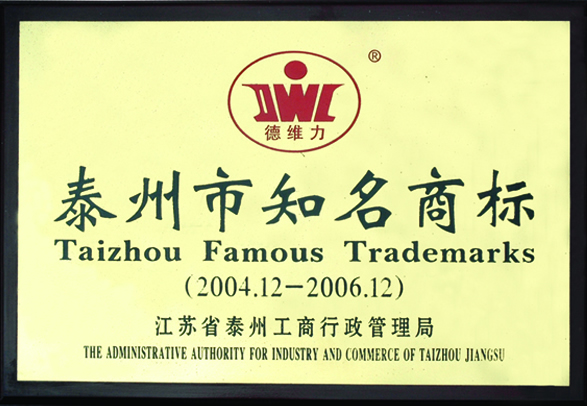 ®
DWL
德维力
泰州市知名商标
Taizhou Famous Trademarks
(2004.12－2006.12)
江苏省泰州工商行政管理局
THE ADMINISTRATIVE AUTHORITY FOR INDUSTRY AND COMMERCE OF TAIZHOU JIANGSU